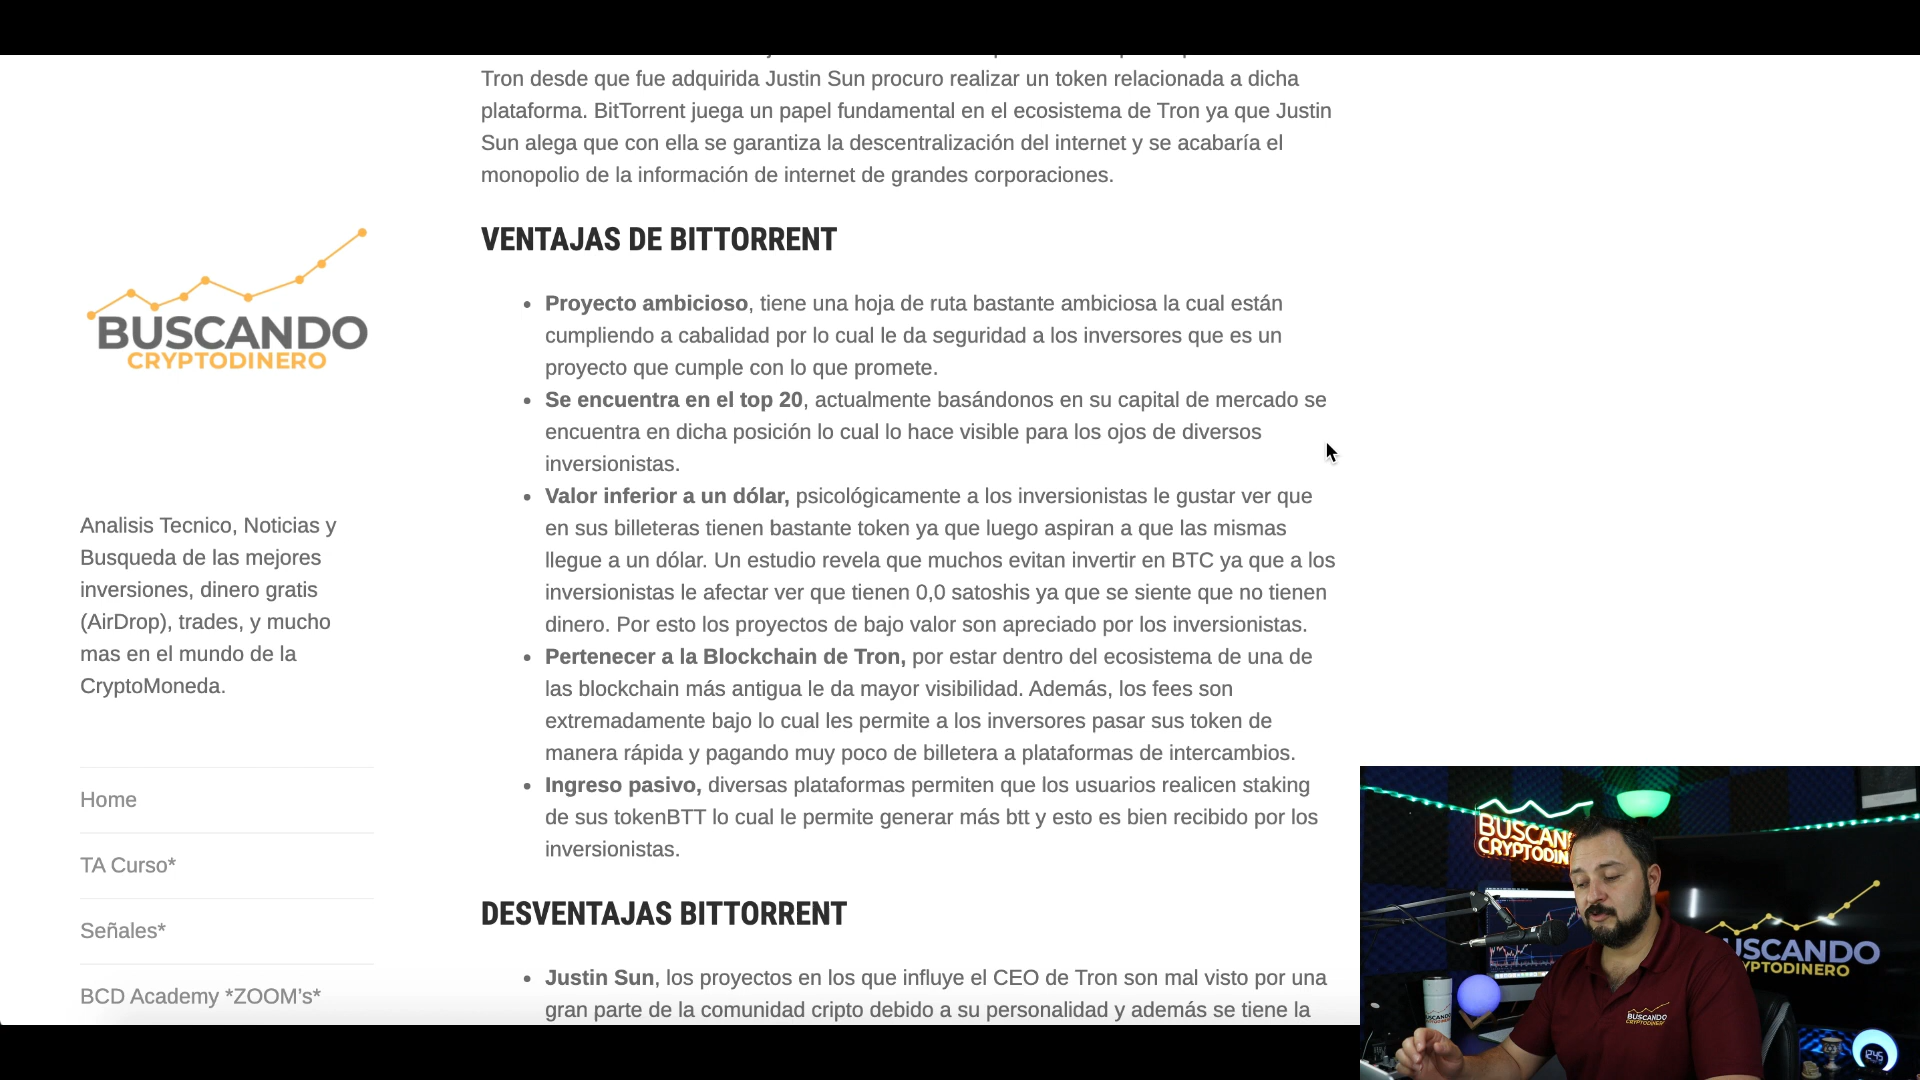 Tron desde que fue adquirida Justin Sun procuro realizar un token relacionada a dicha
plataforma. BitTorrent juega un papel fundamental en el ecosistema de Tron ya que Justin
Sun alega que con ella se garantiza la descentralización del internet y se acabaría el
monopolio de la información de internet de grandes corporaciones.
VENTAJAS DE BITTORRENT
• Proyecto ambicioso, tiene una hoja de ruta bastante ambiciosa la cual están
cumpliendo a cabalidad por lo cual le da seguridad a los inversores que es un
proyecto que cumple con lo que promete.
• Se encuentra en el top 20, actualmente basándonos en su capital de mercado se
encuentra en dicha posición lo cual lo hace visible para los ojos de diversos
inversionistas.
• Valor inferior a un dólar, psicológicamente a los inversionistas le gustar ver que
en sus billeteras tienen bastante token ya que luego aspiran a que las mismas
llegue a un dólar. Un estudio revela que muchos evitan invertir en BTC ya que a los
inversionistas le afectar ver que tienen 0,0 satoshis ya que se siente que no tienen
dinero. Por esto los proyectos de bajo valor son apreciado por los inversionistas.
• Pertenecer a la Blockchain de Tron, por estar dentro del ecosistema de una de
las blockchain más antigua le da mayor visibilidad. Además, los fees son
extremadamente bajo lo cual les permite a los inversores pasar sus token de
manera rápida y pagando muy poco de billetera a plataformas de intercambios.
• Ingreso pasivo, diversas plataformas permiten que los usuarios realicen staking
de sus tokenBTT lo cual le permite generar más btt y esto es bien recibido por los
inversionistas.
DESVENTAJAS BITTORRENT
• Justin Sun, los proyectos en los que influye el CEO de Tron son mal visto por una
gran parte de la comunidad cripto debido a su personalidad y además se tiene la
BUSCANDO
CRYPTODINERO
Analisis Tecnico, Noticias y
Busqueda de las mejores
inversiones, dinero gratis
(AirDrop), trades, y mucho
mas en el mundo de la
CryptoMoneda.
Home
TA Curso*
Señales*
BCD Academy *ZOOM's*
BUSCAN
CRYPTODIN
USCANDO
YPTODINERO
BUSCANDO
CRYPTODINERO